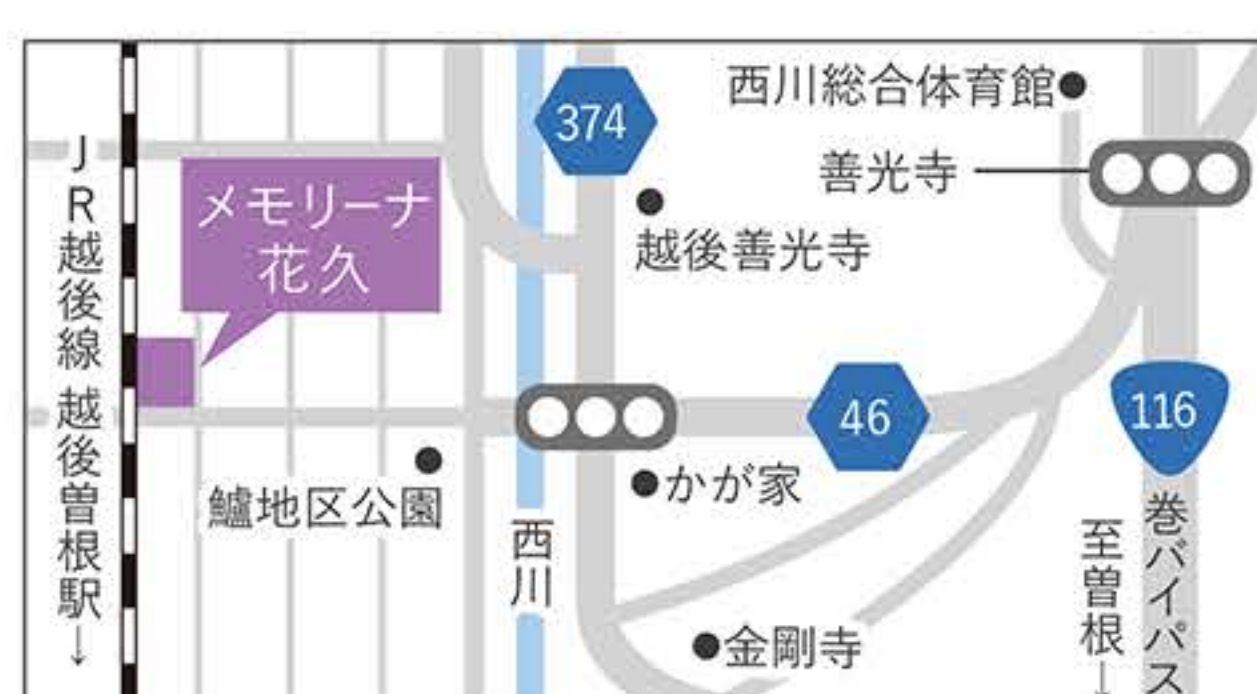 西川総合体育館
374
善光寺
JR越後線 越後曽根駅↓
メモリーナ
花久
越後善光寺
46
116
鱸地区公園
かが家
西川
巻バイパス
至曽根↓
金剛寺